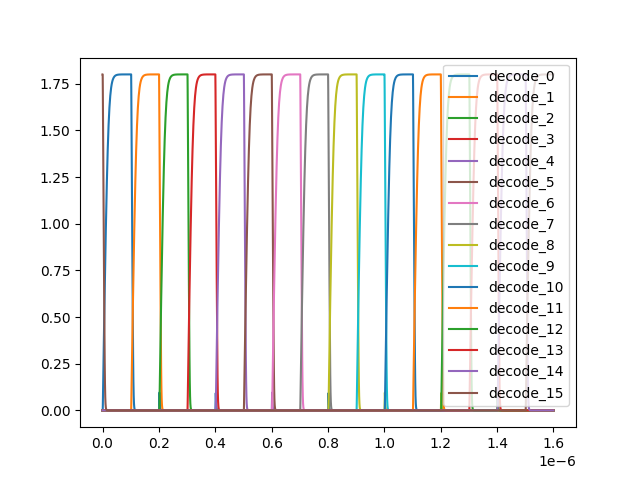 1.75
1.50
1.25
1.00
0.75
0.50
0.25
0.00
0.0 0.2 0.4 0.6 0.8 1.0 1.2 1.4 1.6
1e−6
decode_0
decode_1
decode_2
decode_3
decode_4
decode_5
decode_6
decode_7
decode_8
decode_9
decode_10
decode_11
decode_12
decode_13
decode_14
decode_15